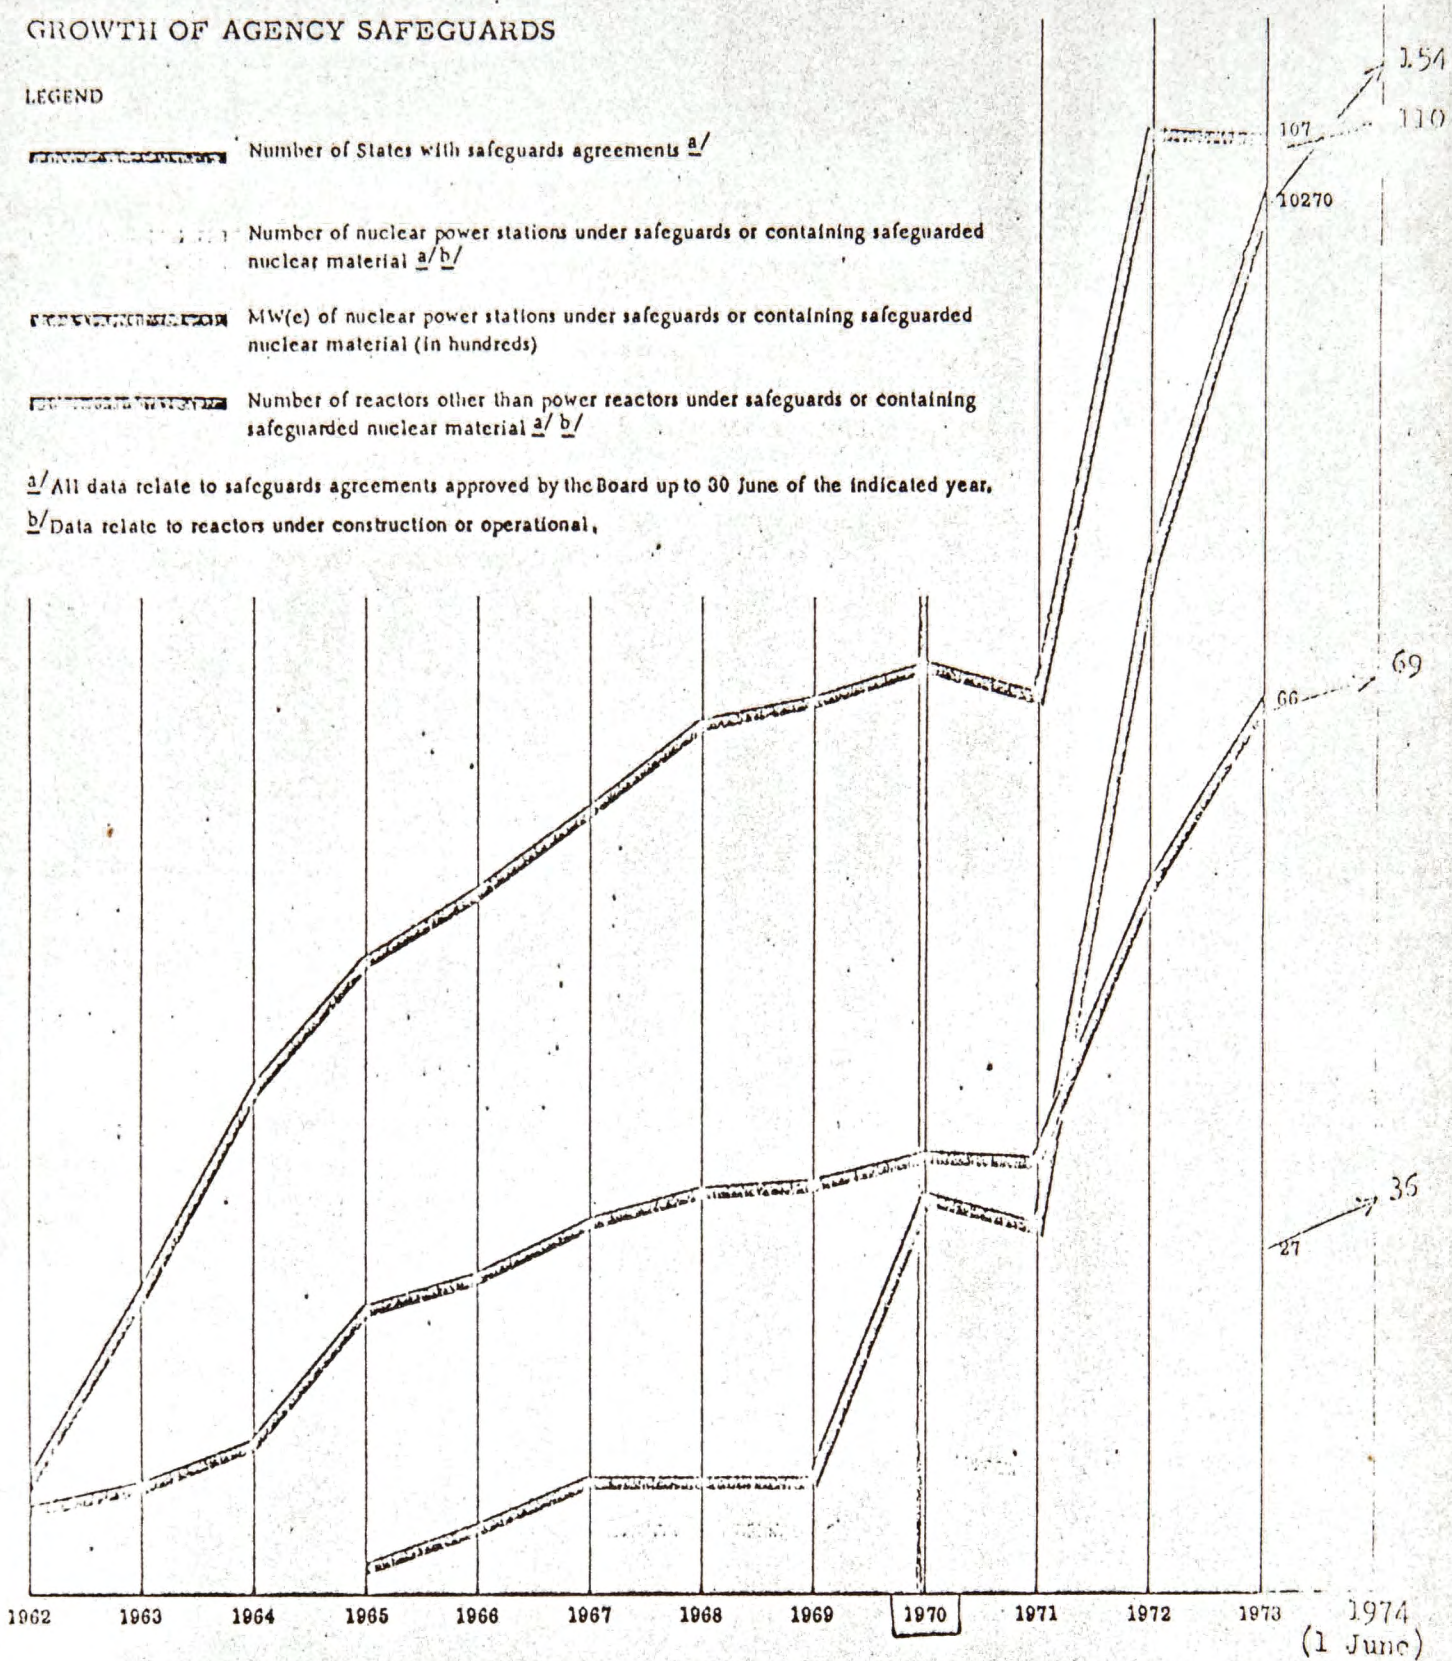 GROWTH OF AGENCY SAFEGUARDS
LEGEND
Number of States with safeguards agreements a/
Number of nuclear power stations under safeguards or containing safeguarded
nuclear material a/ b/
MW(e) of nuclear power stations under safeguards or containing safeguarded
nuclear material (in hundreds)
Number of reactors other than power reactors under safeguards or containing
safeguarded nuclear material a/ b/
a/ All data relate to safeguards agreements approved by the Board up to 30 June of the indicated year.
b/ Data relate to reactors under construction or operational.
154
107
110
10270
69
66
36
27
1962 1963 1964 1965 1966 1967 1968 1969 1970 1971 1972 1973 1974
(1 June)